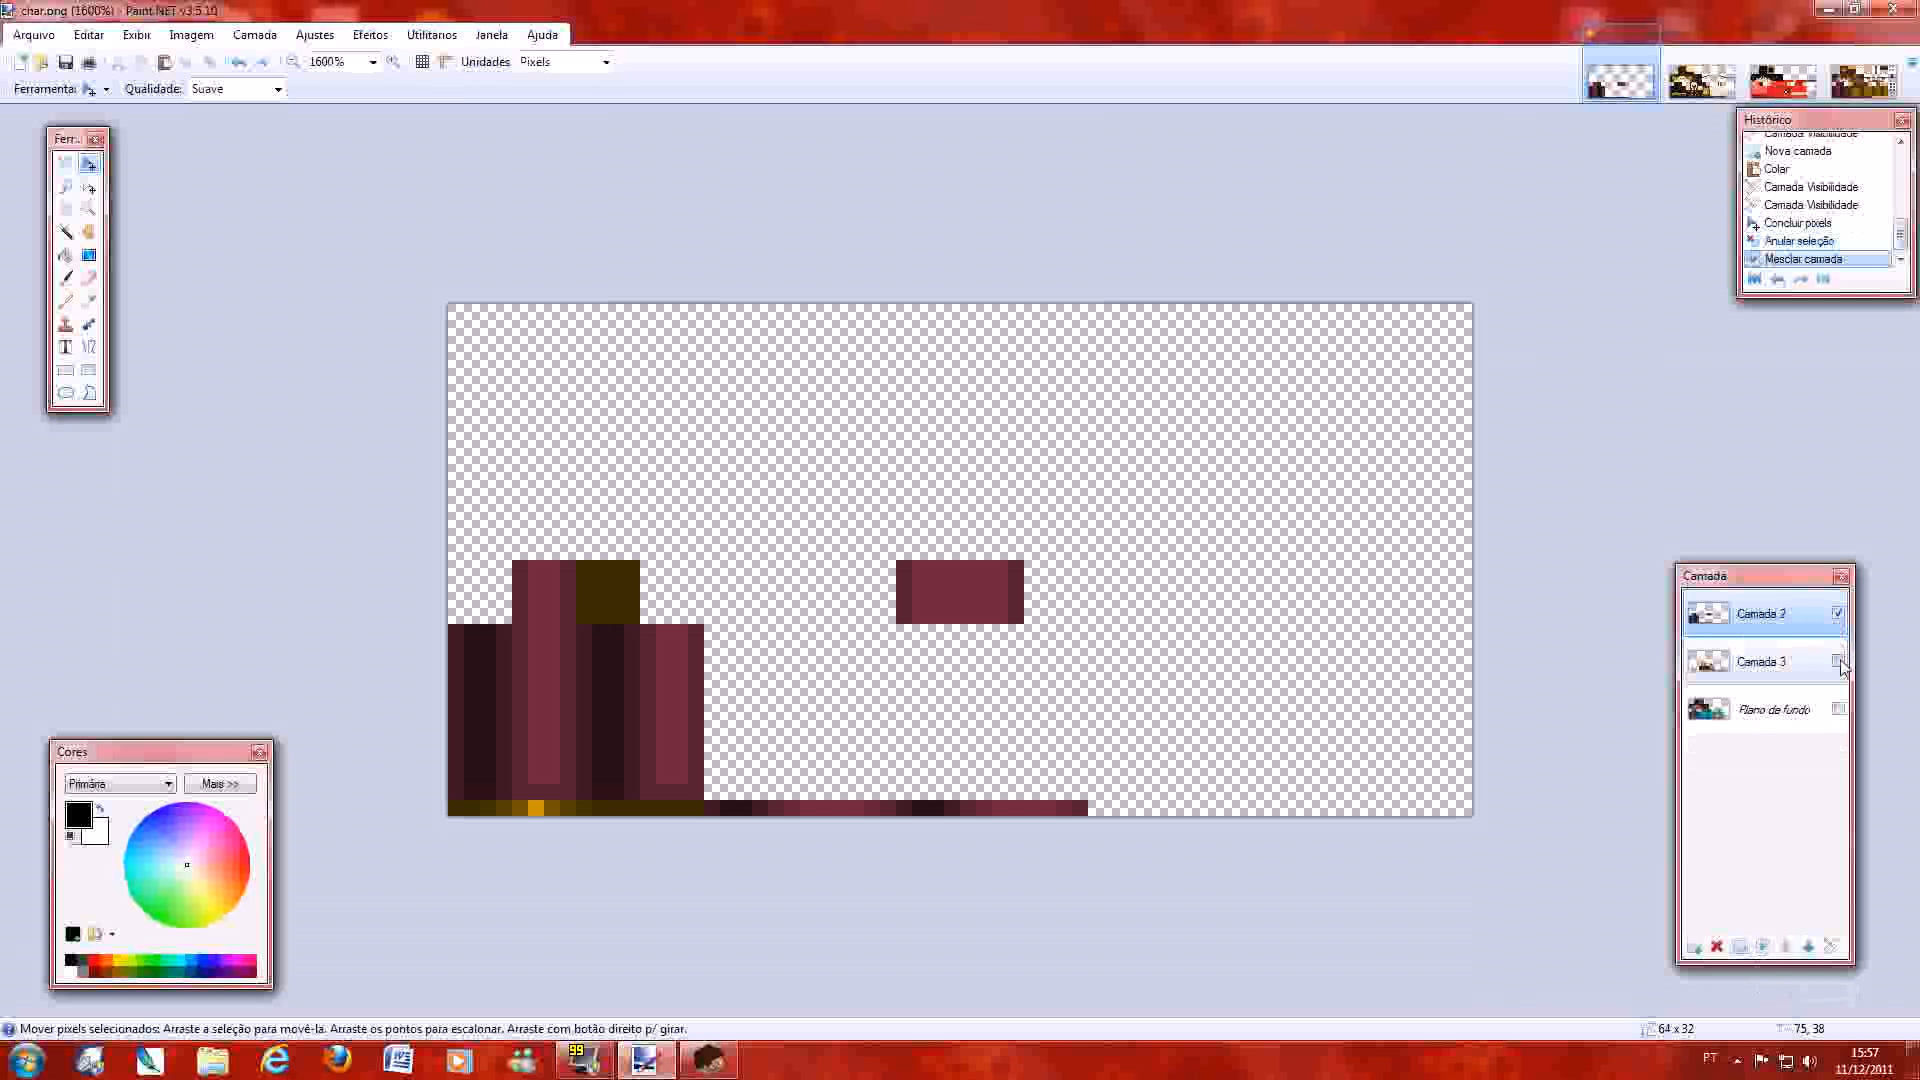 char.png (1600%) - Paint.NET v3.5.10
Arquivo Editar Exibir Imagem Camada Ajustes Efeitos Utilitários Janela Ajuda
1600% Unidades Pixels
Ferramenta: Qualidade: Suave
Ferr...
Histórico
Camada Visibilidade
Nova camada
Colar
Camada Visibilidade
Camada Visibilidade
Concluir pixels
Anular seleção
Mesclar camada
Camada
Camada 2
Camada 3
Plano de fundo
Cores
Primária Mais >>
Mover pixels selecionados: Arraste a seleção para movê-la. Arraste os pontos para escalonar. Arraste com botão direito p/ girar.
64 x 32
75, 38
99
PT
15:57
11/12/2011